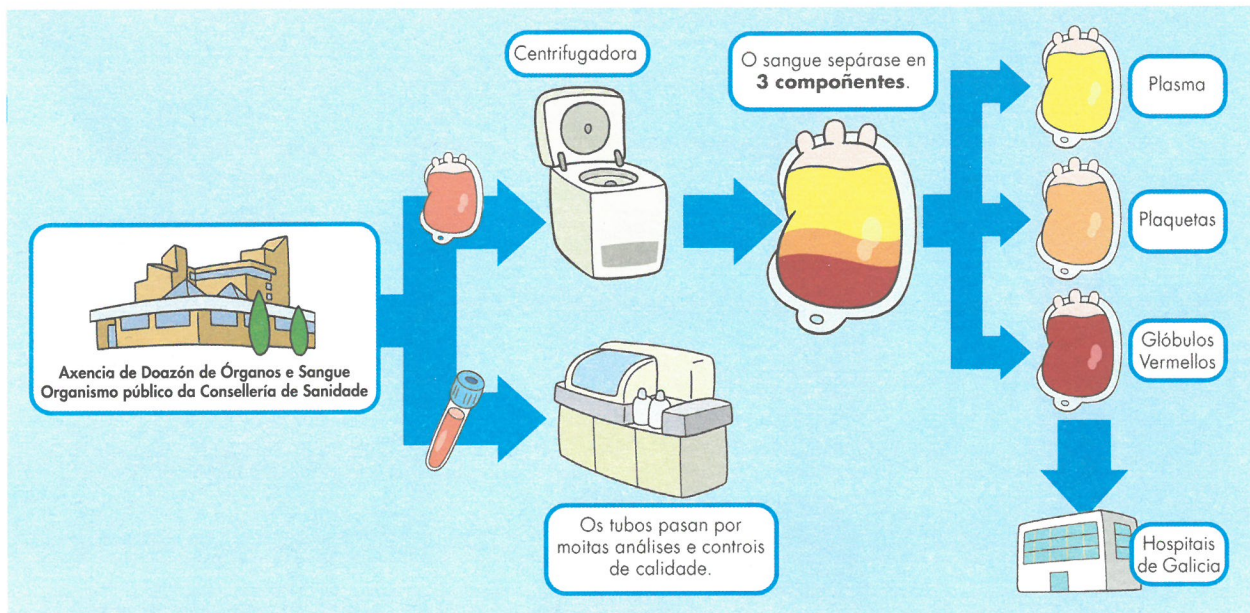 Centrifugadora
O sangue sepárase en
3 compoñentes.
Plasma
Plaquetas
Glóbulos
Vermellos
Axencia de Doazón de Órganos e Sangue
Organismo público da Consellería de Sanidade
Os tubos pasan por
moitas análises e controis
de calidade.
Hospitais
de Galicia